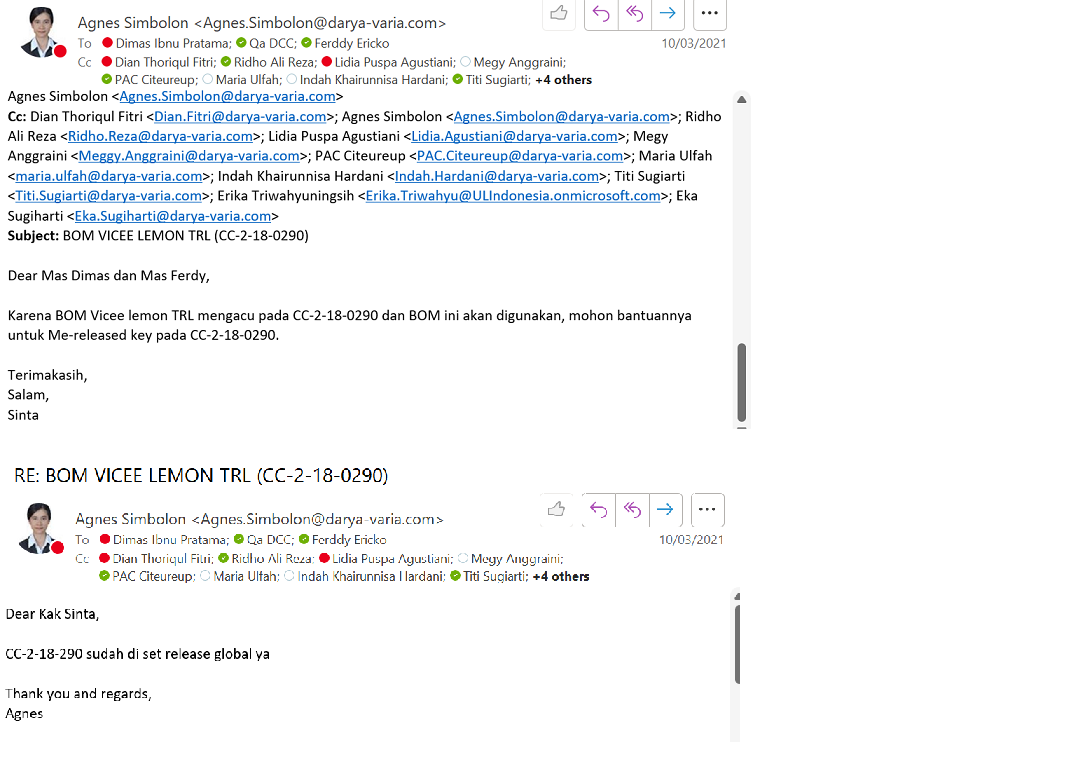 Agnes Simbolon <Agnes.Simbolon@darya-varia.com>
To Dimas Ibnu Pratama; Qa DCC; Ferddy Ericko
10/03/2021
Cc Dian Thoriqul Fitri; Ridho Ali Reza; Lidia Puspa Agustiani; Megy Anggraini;
PAC Citeureup; Maria Ulfah; Indah Khairunnisa Hardani; Titi Sugiarti; +4 others
Agnes Simbolon <Agnes.Simbolon@darya-varia.com>
Cc: Dian Thoriqul Fitri <Dian.Fitri@darya-varia.com>; Agnes Simbolon <Agnes.Simbolon@darya-varia.com>; Ridho
Ali Reza <Ridho.Reza@darya-varia.com>; Lidia Puspa Agustiani <Lidia.Agustiani@darya-varia.com>; Megy
Anggraini <Meggy.Anggraini@darya-varia.com>; PAC Citeureup <PAC.Citeureup@darya-varia.com>; Maria Ulfah
<maria.ulfah@darya-varia.com>; Indah Khairunnisa Hardani <Indah.Hardani@darya-varia.com>; Titi Sugiarti
<Titi.Sugiarti@darya-varia.com>; Erika Triwahyuningsih <Erika.Triwahyu@ULIndonesia.onmicrosoft.com>; Eka
Sugiharti <Eka.Sugiharti@darya-varia.com>
Subject: BOM VICEE LEMON TRL (CC-2-18-0290)
Dear Mas Dimas dan Mas Ferdy,
Karena BOM Vicee lemon TRL mengacu pada CC-2-18-0290 dan BOM ini akan digunakan, mohon bantuannya
untuk Me-released key pada CC-2-18-0290.
Terimakasih,
Salam,
Sinta
RE: BOM VICEE LEMON TRL (CC-2-18-0290)
Agnes Simbolon <Agnes.Simbolon@darya-varia.com>
To Dimas Ibnu Pratama; Qa DCC; Ferddy Ericko
10/03/2021
Cc Dian Thoriqul Fitri; Ridho Ali Reza; Lidia Puspa Agustiani; Megy Anggraini;
PAC Citeureup; Maria Ulfah; Indah Khairunnisa Hardani; Titi Sugiarti; +4 others
Dear Kak Sinta,
CC-2-18-290 sudah di set release global ya
Thank you and regards,
Agnes